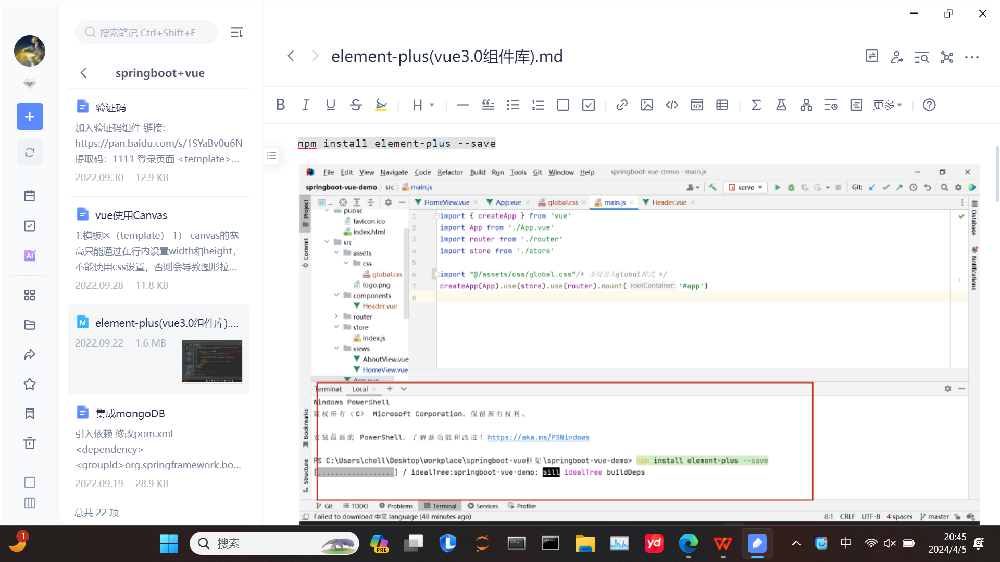 搜索笔记 Ctrl+Shift+F
springboot+vue
验证码
加入验证码组件 链接：
https://pan.baidu.com/s/1SYaBv0u6N
提取码：1111 登录页面 <template>...
2022.09.30 12.9 KB
vue使用Canvas
1.模板区（template） 1） canvas的宽
高只能通过在行内设置width和height，
不能使用css设置，否则会导致图形拉...
2022.09.28 11.8 KB
element-plus(vue3.0组件库)....
2022.09.22 1.6 MB
集成mongoDB
引入依赖 修改pom.xml
<dependency>
<groupId>org.springframework.bo...
2022.09.19 28.9 KB
总共 22 项
AI
element-plus(vue3.0组件库).md
更多
npm install element-plus --save
File Edit View Navigate Code Refactor Build Run Tools Git Window Help springboot-vue-demo - main.js
springboot-vue-demo src main.js serve Git:
Project
Commit
Bookmarks
Structure
Database
Notifications
HomeView.vue App.vue global.css main.js Header.vue
public
favicon.ico
index.html
src
assets
css
global.css
logo.png
components
Header.vue
router
store
index.js
views
AboutView.vue
HomeView.vue
App.vue
1 import { createApp } from 'vue'
2 import App from './App.vue'
3 import router from './router'
4 import store from './store'
5
6 import "@/assets/css/global.css"/* 全局引入global样式 */
7 createApp(App).use(store).use(router).mount( rootContainer: '#app')
8
Terminal: Local
Windows PowerShell
版权所有（C） Microsoft Corporation。保留所有权利。
安装最新的 PowerShell，了解新功能和改进！https://aka.ms/PSWindows
PS C:\Users\chell\Desktop\workplace\springboot-vue框架\springboot-vue-demo> npm install element-plus --save
[..................] / idealTree:springboot-vue-demo: sill idealTree buildDeps
Git TODO Problems Terminal Services Profiler
Failed to download 中文 language (48 minutes ago) 8:1 CRLF UTF-8 4 spaces master
1
搜索
PRE
yd
中
20:45
2024/4/5